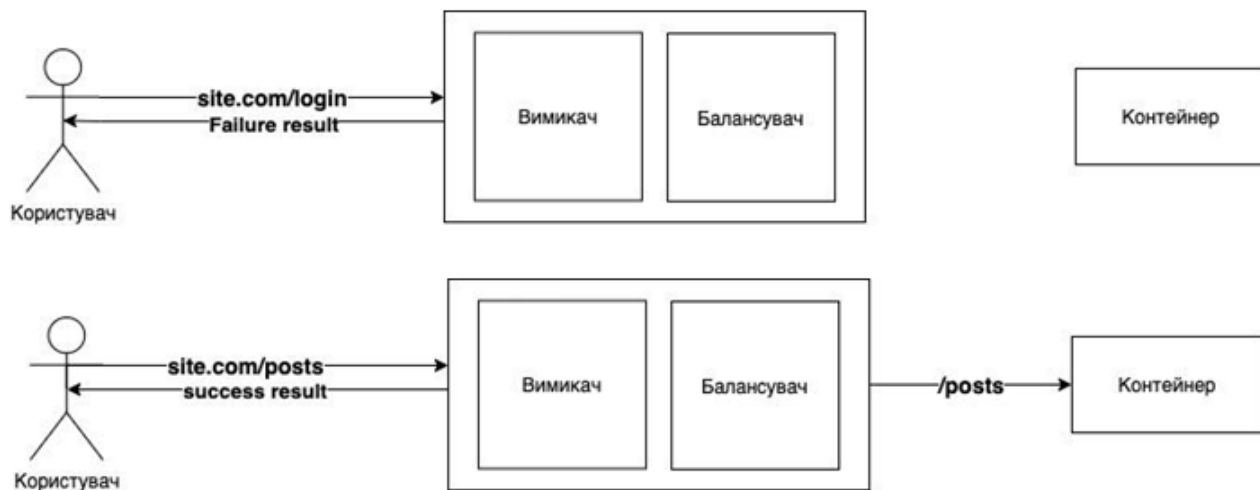 site.com/login
Failure result
Вимикач
Балансувач
Контейнер
Користувач
site.com/posts
success result
Вимикач
Балансувач
/posts
Контейнер
Користувач